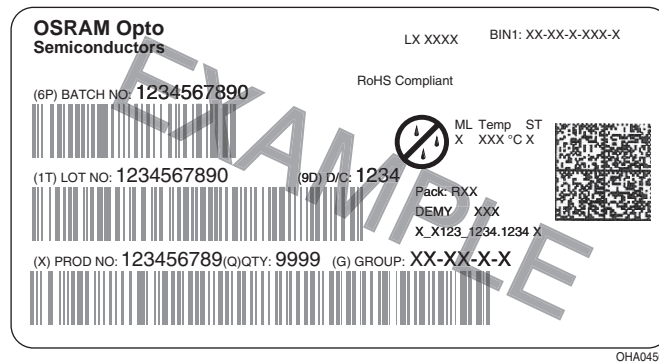 OSRAM Opto
Semiconductors
LX XXXX
BIN1: XX-XX-X-XXX-X
RoHS Compliant
(6P) BATCH NO: 1234567890
ML Temp ST
X XXX °C X
(1T) LOT NO: 1234567890 (9D) D/C: 1234
Pack: RXX
DEMY XXX
X_X123_1234.1234 X
(X) PROD NO: 123456789(Q)QTY: 9999 (G) GROUP: XX-XX-X-X
EXAMPLE